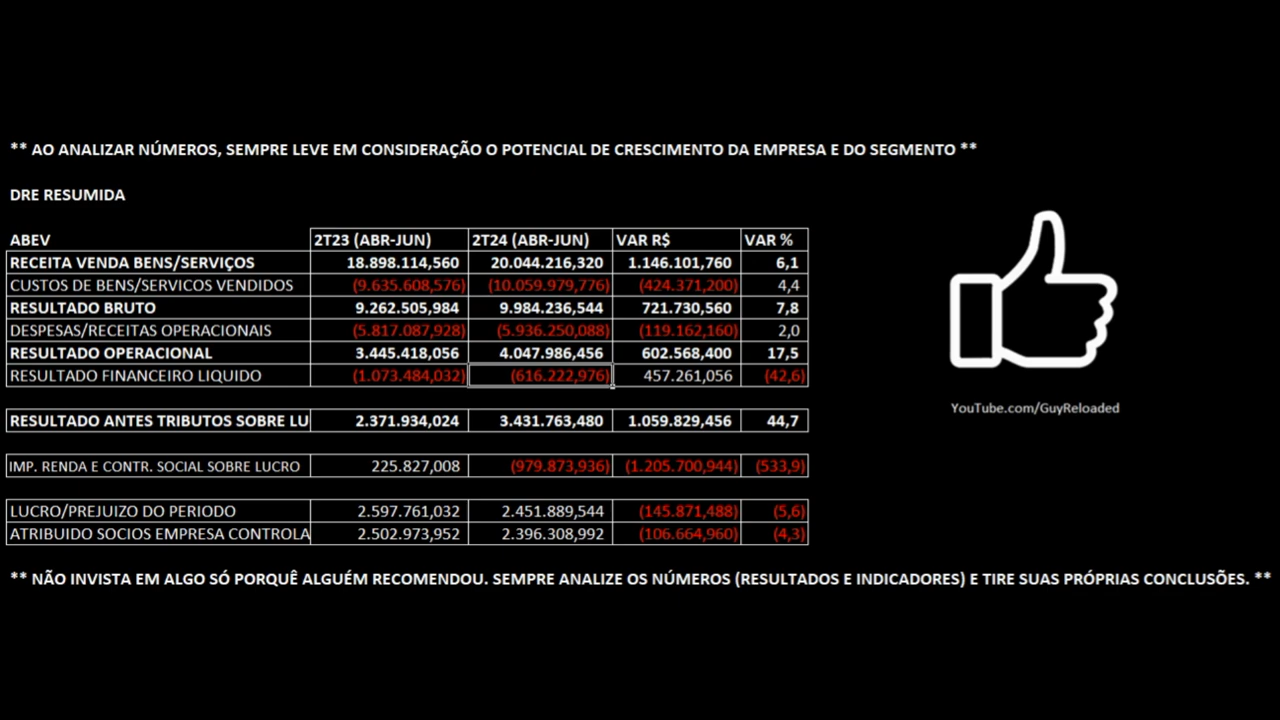 ** AO ANALIZAR NÚMEROS, SEMPRE LEVE EM CONSIDERAÇÃO O POTENCIAL DE CRESCIMENTO DA EMPRESA E DO SEGMENTO **
DRE RESUMIDA
ABEV 2T23 (ABR-JUN) 2T24 (ABR-JUN) VAR R$ VAR %
RECEITA VENDA BENS/SERVIÇOS 18.898.114,560 20.044.216,320 1.146.101,760 6,1
CUSTOS DE BENS/SERVICOS VENDIDOS (9.635.608,576) (10.059.979,776) (424.371,200) 4,4
RESULTADO BRUTO 9.262.505,984 9.984.236,544 721.730,560 7,8
DESPESAS/RECEITAS OPERACIONAIS (5.817.087,928) (5.936.250,088) (119.162,160) 2,0
RESULTADO OPERACIONAL 3.445.418,056 4.047.986,456 602.568,400 17,5
RESULTADO FINANCEIRO LIQUIDO (1.073.484,032) (616.222,976) 457.261,056 (42,6)
RESULTADO ANTES TRIBUTOS SOBRE LU 2.371.934,024 3.431.763,480 1.059.829,456 44,7
IMP. RENDA E CONTR. SOCIAL SOBRE LUCRO 225.827,008 (979.873,936) (1.205.700,944) (533,9)
LUCRO/PREJUIZO DO PERIODO 2.597.761,032 2.451.889,544 (145.871,488) (5,6)
ATRIBUIDO SOCIOS EMPRESA CONTROLA 2.502.973,952 2.396.308,992 (106.664,960) (4,3)
YouTube.com/GuyReloaded
** NÃO INVISTA EM ALGO SÓ PORQUÊ ALGUÉM RECOMENDOU. SEMPRE ANALIZE OS NÚMEROS (RESULTADOS E INDICADORES) E TIRE SUAS PRÓPRIAS CONCLUSÕES. **